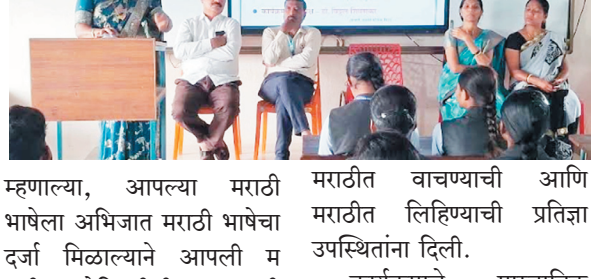 म्हणाल्या, आपल्या मराठी
भाषेला अभिजात मराठी भाषेचा
दर्जा मिळाल्याने आपली म
मराठीत वाचण्याची आणि
मराठीत लिहिण्याची प्रतिज्ञा
उपस्थितांना दिली.